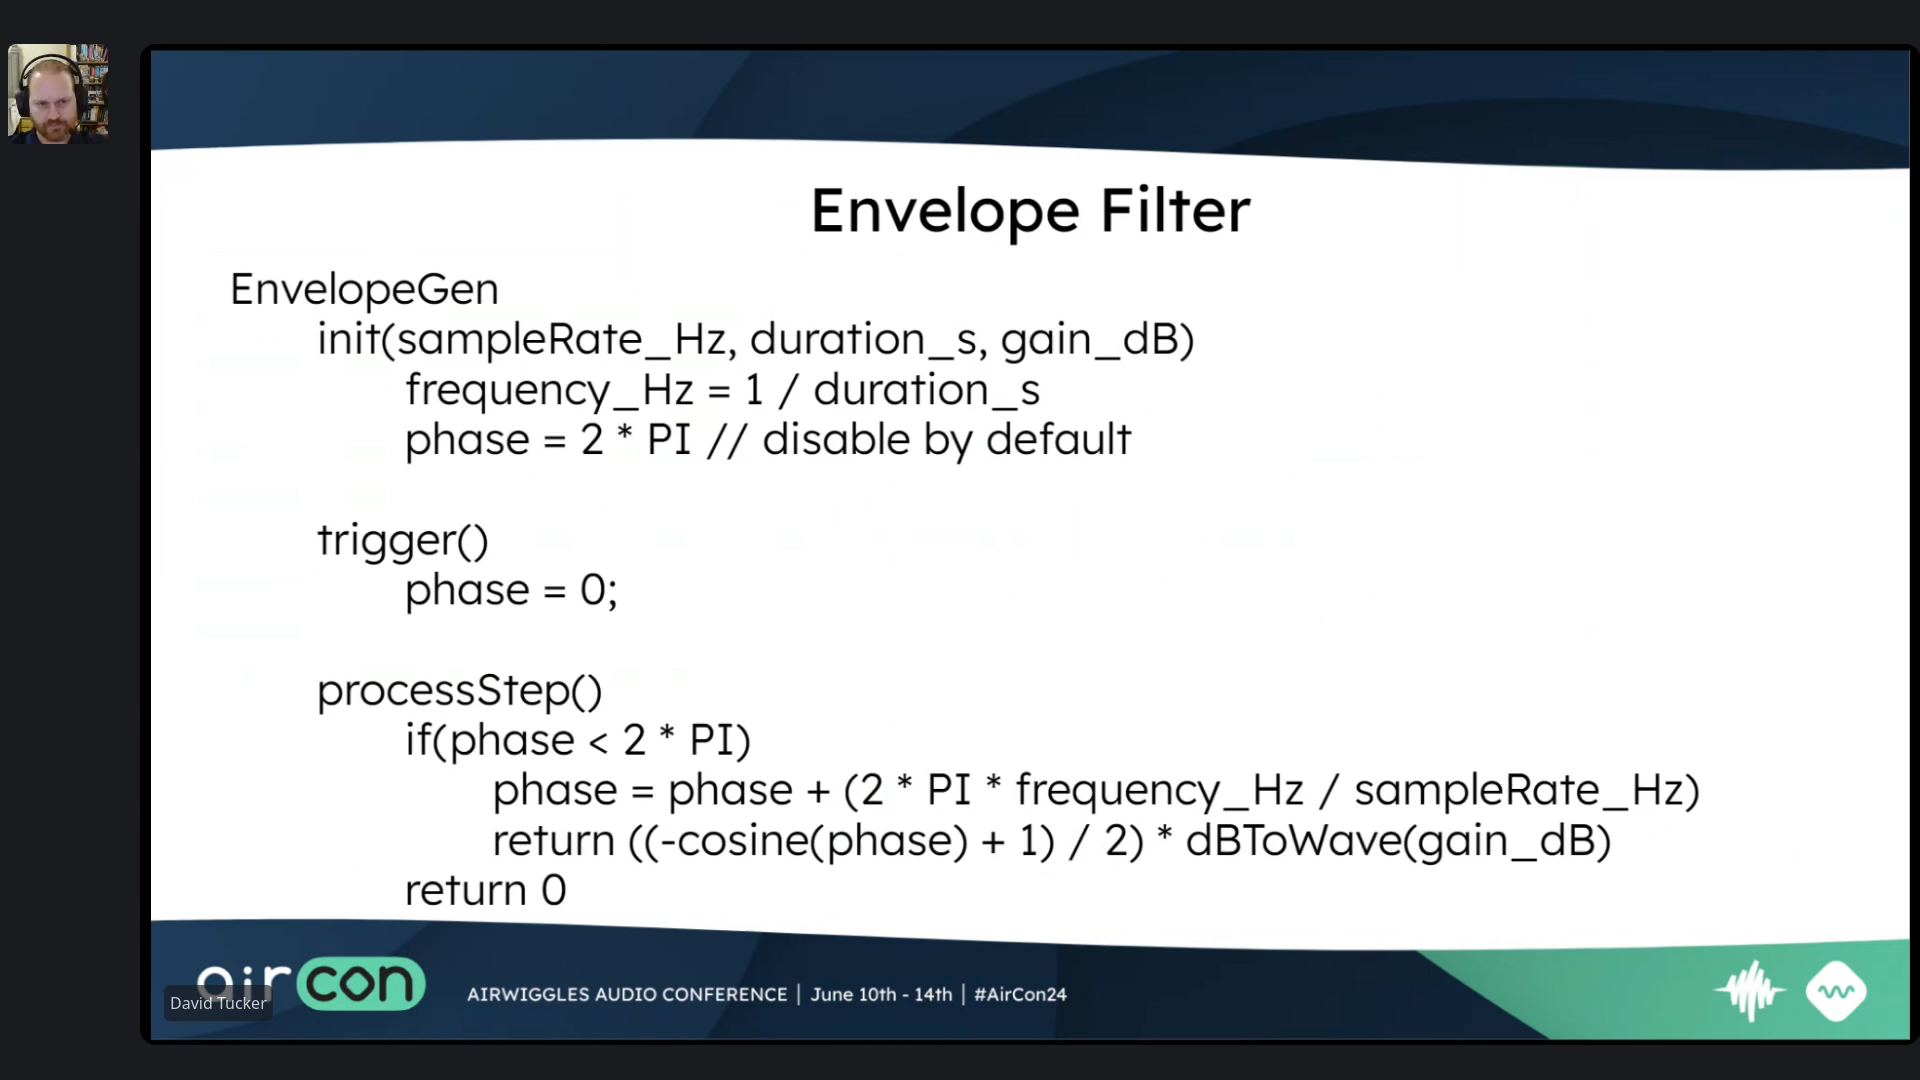 Envelope Filter
EnvelopeGen
init(sampleRate_Hz, duration_s, gain_dB)
frequency_Hz = 1 / duration_s
phase = 2 * PI // disable by default
trigger()
phase = 0;
processStep()
if(phase < 2 * PI)
phase = phase + (2 * PI * frequency_Hz / sampleRate_Hz)
return ((-cosine(phase) + 1) / 2) * dBToWave(gain_dB)
return 0
aircon
David Tucker
AIRWIGGLES AUDIO CONFERENCE | June 10th - 14th | #AirCon24